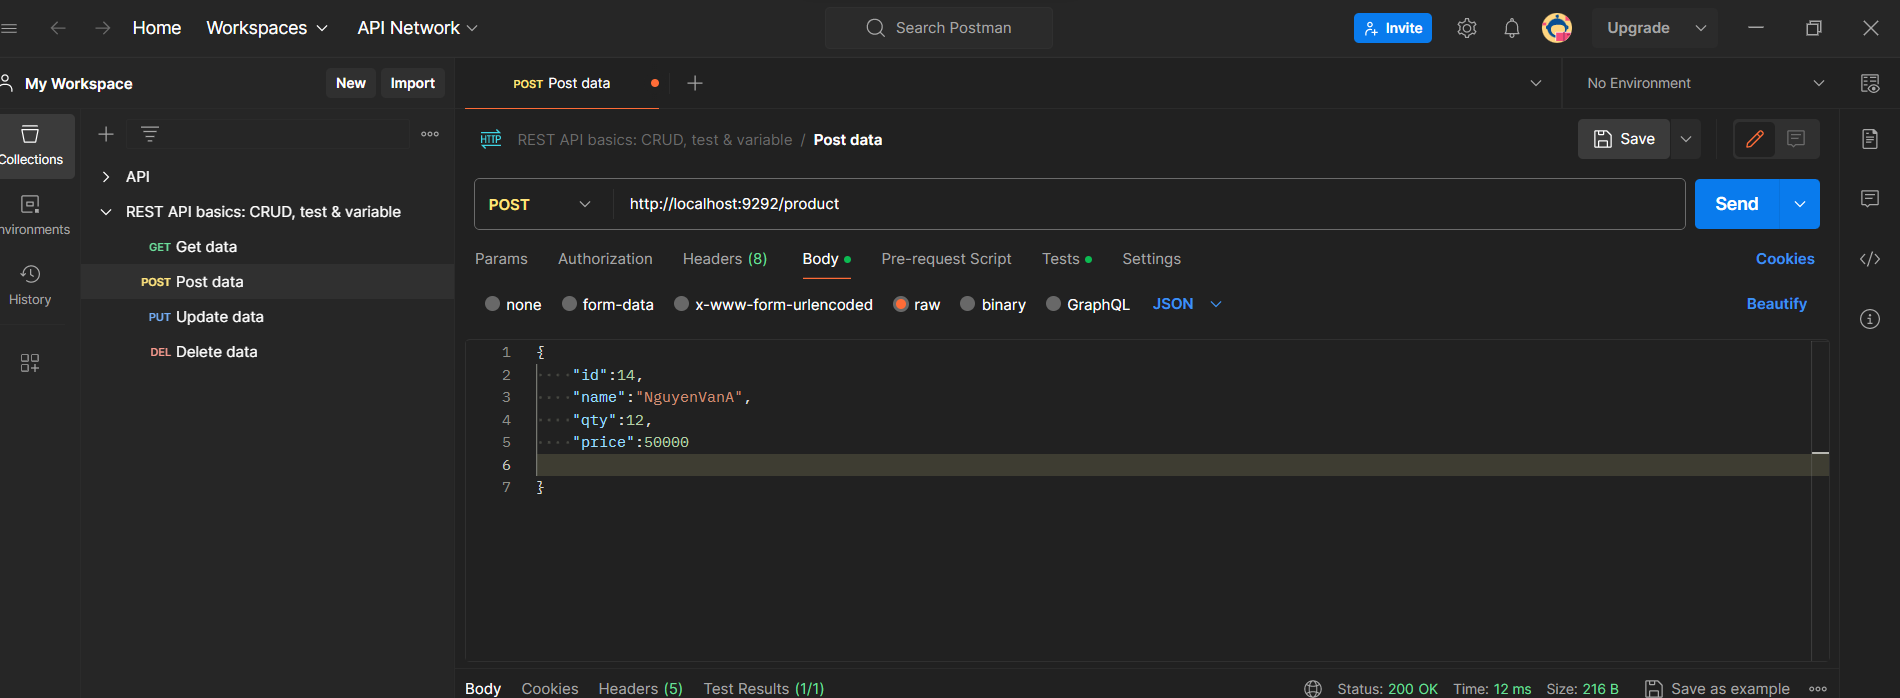 Home Workspaces API Network Search Postman Invite Upgrade
My Workspace New Import POST Post data No Environment
Collections
REST API basics: CRUD, test & variable / Post data Save
API
REST API basics: CRUD, test & variable
GET Get data
POST Post data
PUT Update data
DEL Delete data
nvironments
History
POST http://localhost:9292/product Send
Params Authorization Headers (8) Body Pre-request Script Tests Settings Cookies
none form-data x-www-form-urlencoded raw binary GraphQL JSON Beautify
1 {
2 "id":14,
3 "name":"NguyenVanA",
4 "qty":12,
5 "price":50000
6
7 }
Body Cookies Headers (5) Test Results (1/1) Status: 200 OK Time: 12 ms Size: 216 B Save as example